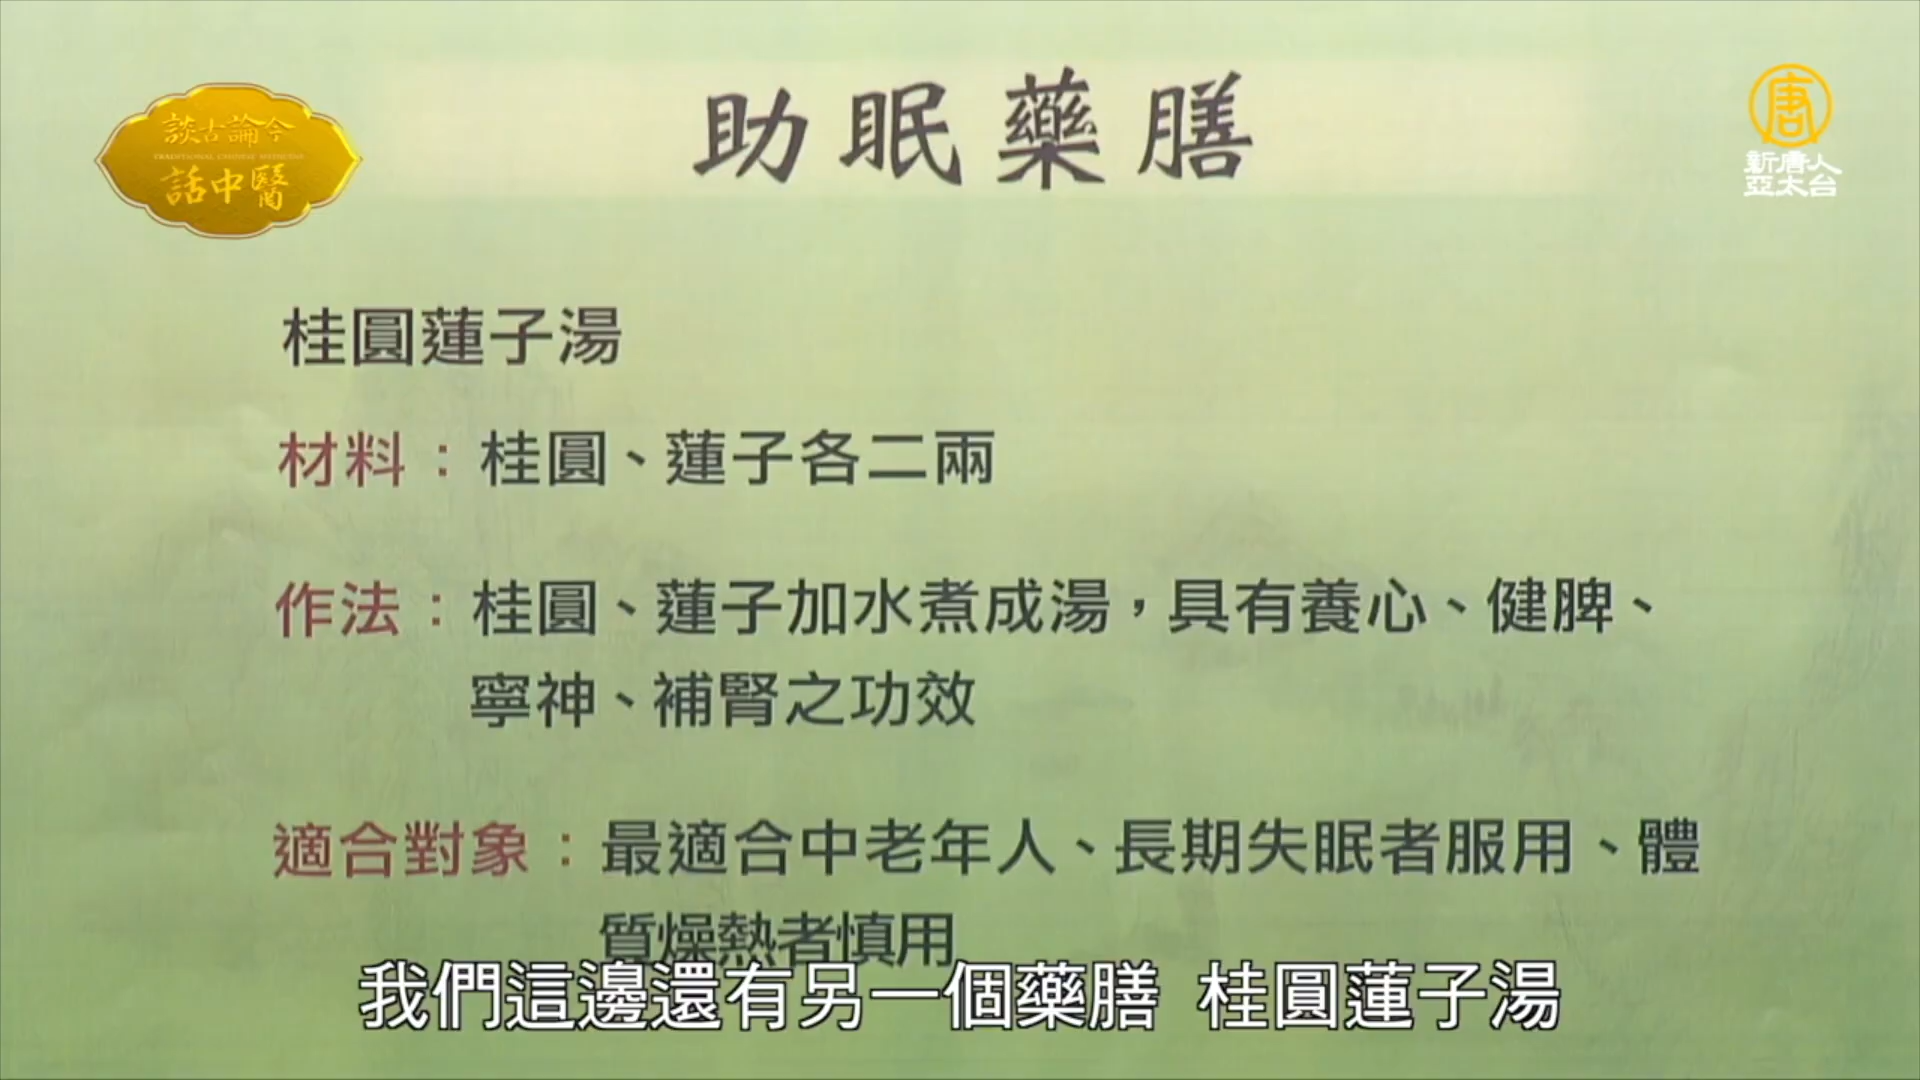 助眠藥膳
談古論今
TRADITIONAL CHINESE MEDICINE
話中醫
唐
新唐人
亞太台
桂圓蓮子湯
材料：桂圓、蓮子各二兩
作法：桂圓、蓮子加水煮成湯，具有養心、健脾、
寧神、補腎之功效
適合對象：最適合中老年人、長期失眠者服用、體
質燥熱者慎用
我們這邊還有另一個藥膳 桂圓蓮子湯